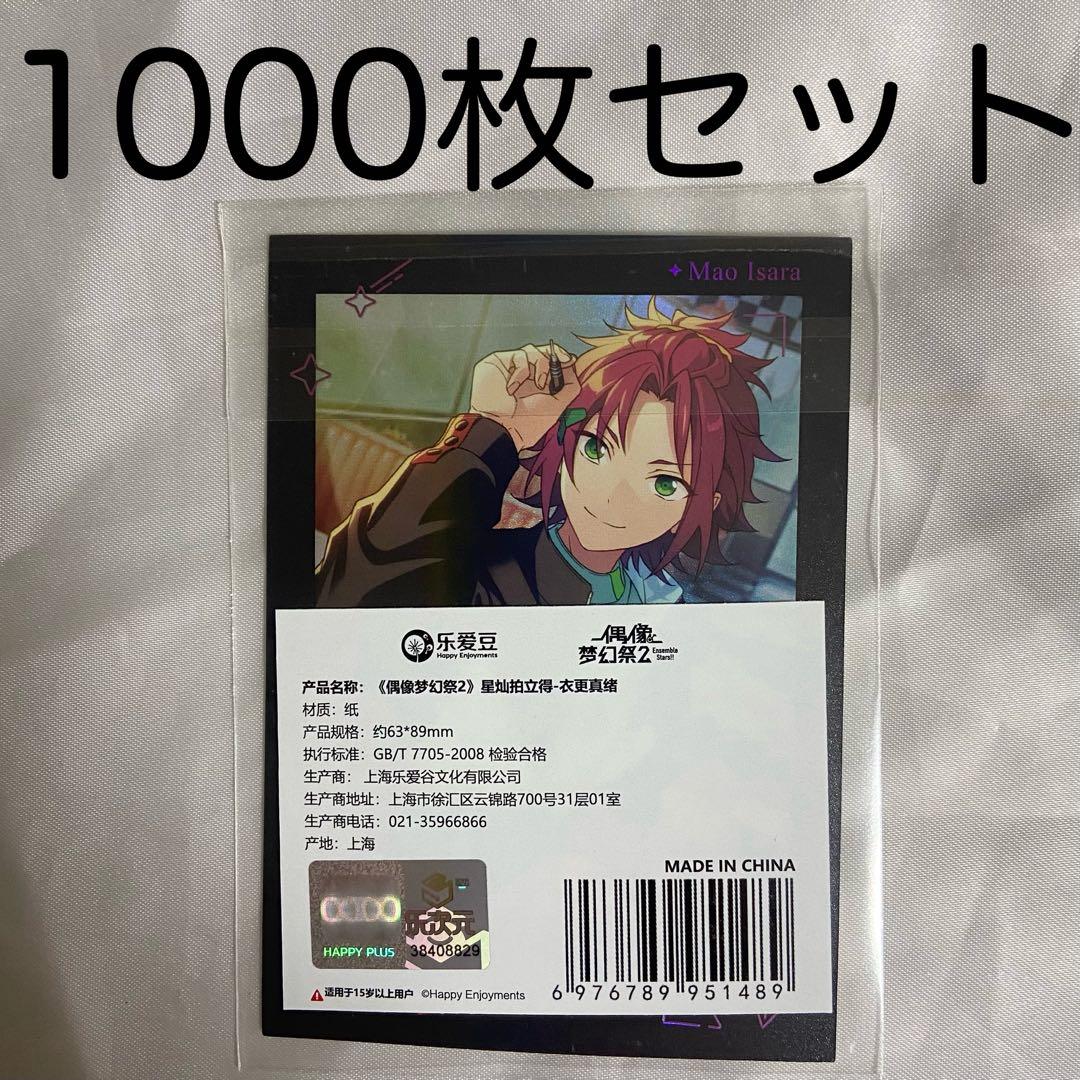 1000枚セット
Mao Isara
乐爱豆
Happy Enjoyments
偶像
梦幻祭2
Ensemble
Stars!!
产品名称：《偶像梦幻祭2》星灿拍立得-衣更真绪
材质：纸
产品规格：约63*89mm
执行标准：GB/T 7705-2008 检验合格
生产商：上海乐爱谷文化有限公司
生产商地址：上海市徐汇区云锦路700号31层01室
生产商电话：021-35966866
产地：上海
MADE IN CHINA
乐次元
HAPPY PLUS
38408829
适用于15岁以上用户 ©Happy Enjoyments
6 976789 951489